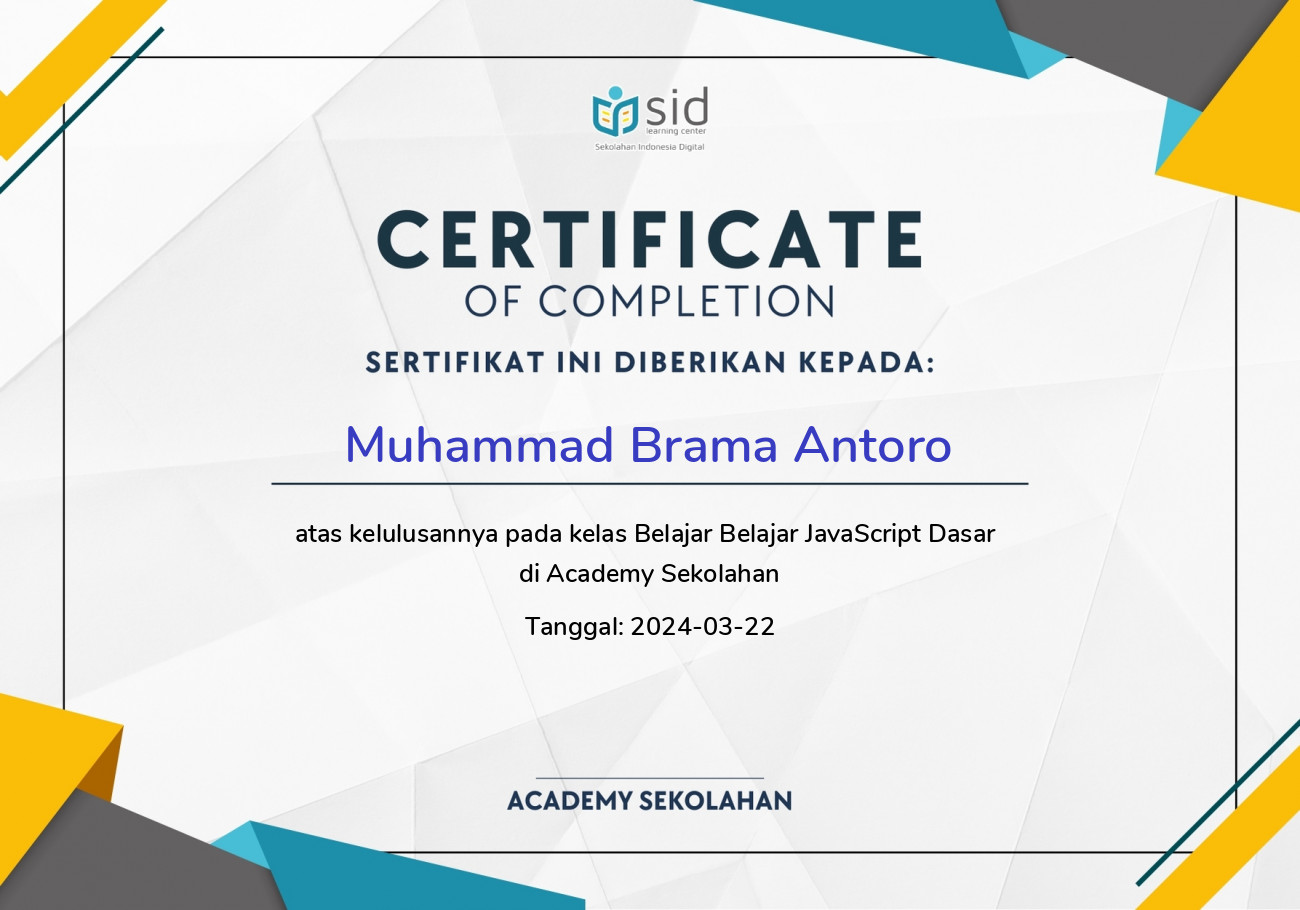 sid
learning center
Sekolahan Indonesia Digital
CERTIFICATE
OF COMPLETION
SERTIFIKAT INI DIBERIKAN KEPADA:
Muhammad Brama Antoro
atas kelulusannya pada kelas Belajar Belajar JavaScript Dasar
di Academy Sekolahan
Tanggal: 2024-03-22
ACADEMY SEKOLAHAN